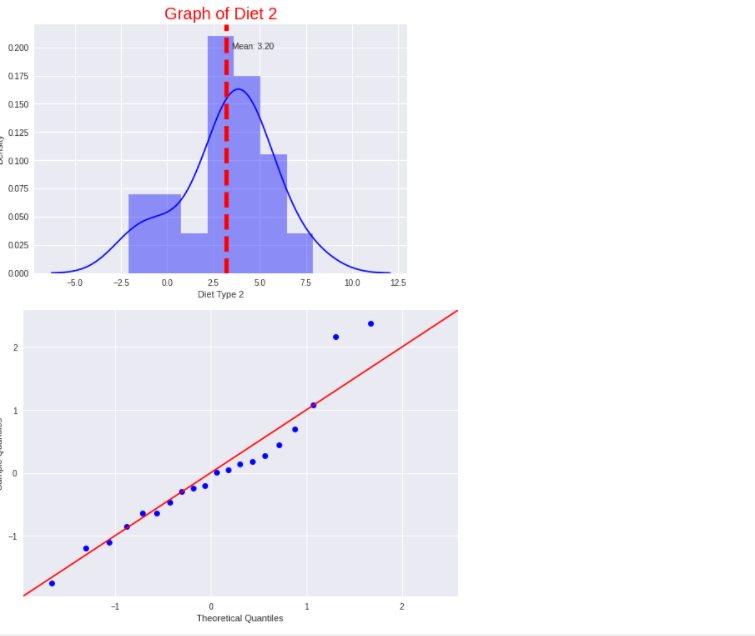 Graph of Diet 2
0.200
Mean: 3.20
0.175
0.150
0.125
0.100
0.075
0.050
0.025
0.000
−5.0 −2.5 0.0 2.5 5.0 7.5 10.0 12.5
Diet Type 2
2
1
0
−1
−1 0 1 2
Theoretical Quantiles